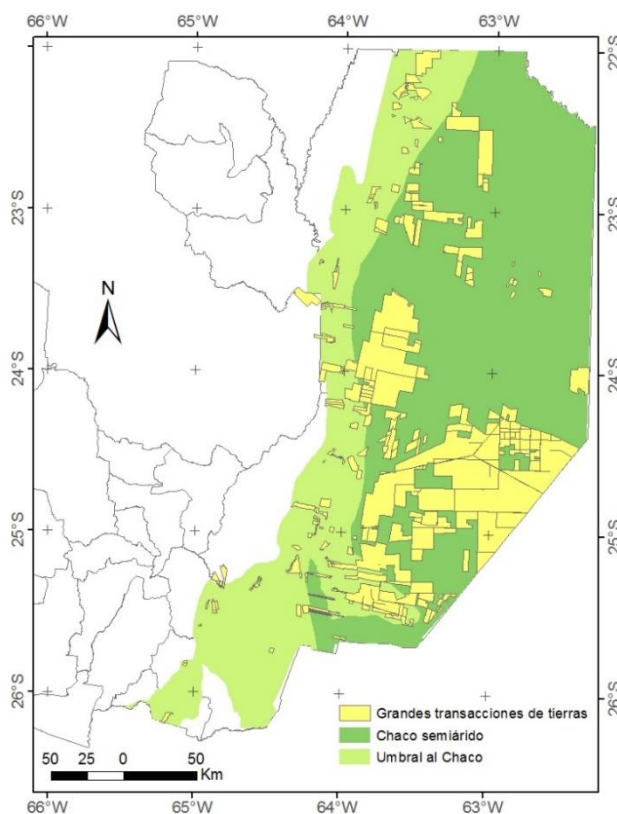 66°W 65°W 64°W 63°W
22°S
23°S 23°S
24°S 24°S
25°S 25°S
26°S 26°S
N
Grandes transacciones de tierras
Chaco semiárido
Umbral al Chaco
50 25 0 50
Km
66°W 65°W 64°W 63°W